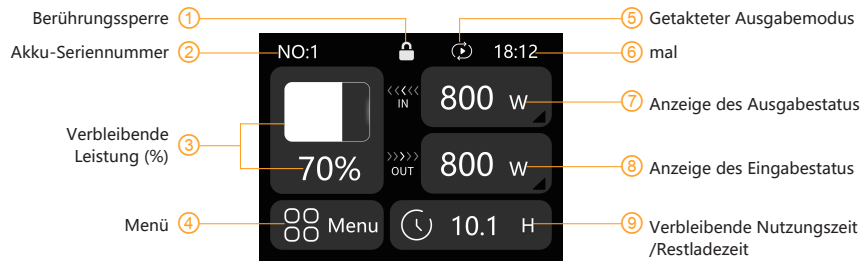 Berührungssperre 1
Akku-Seriennummer 2
Verbleibende
Leistung (%)
3
Menü 4
NO:1 18:12
70%
<<<<<
IN
800 W
>>>>>
OUT
800 W
Menu
10.1 H
5 Getakteter Ausgabemodus
6 mal
7 Anzeige des Ausgabestatus
8 Anzeige des Eingabestatus
9 Verbleibende Nutzungszeit
/Restladezeit